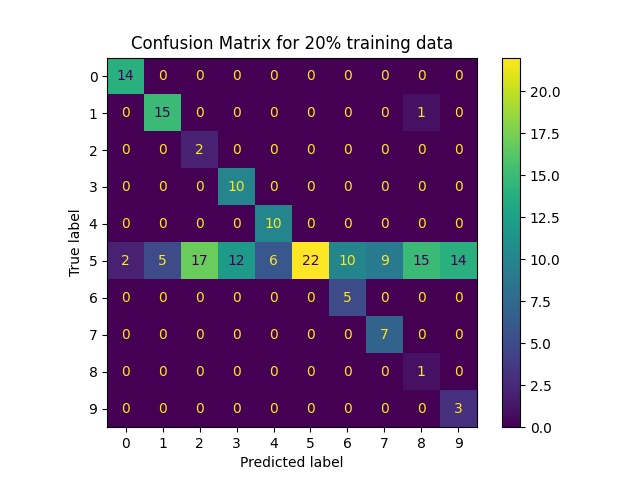 Confusion Matrix for 20% training data
0 14 0 0 0 0 0 0 0 0 0
1 0 15 0 0 0 0 0 0 1 0
2 0 0 2 0 0 0 0 0 0 0
3 0 0 0 10 0 0 0 0 0 0
4 0 0 0 0 10 0 0 0 0 0
5 2 5 17 12 6 22 10 9 15 14
6 0 0 0 0 0 0 5 0 0 0
7 0 0 0 0 0 0 0 7 0 0
8 0 0 0 0 0 0 0 0 1 0
9 0 0 0 0 0 0 0 0 0 3
0 1 2 3 4 5 6 7 8 9
True label
Predicted label
20.0
17.5
15.0
12.5
10.0
7.5
5.0
2.5
0.0